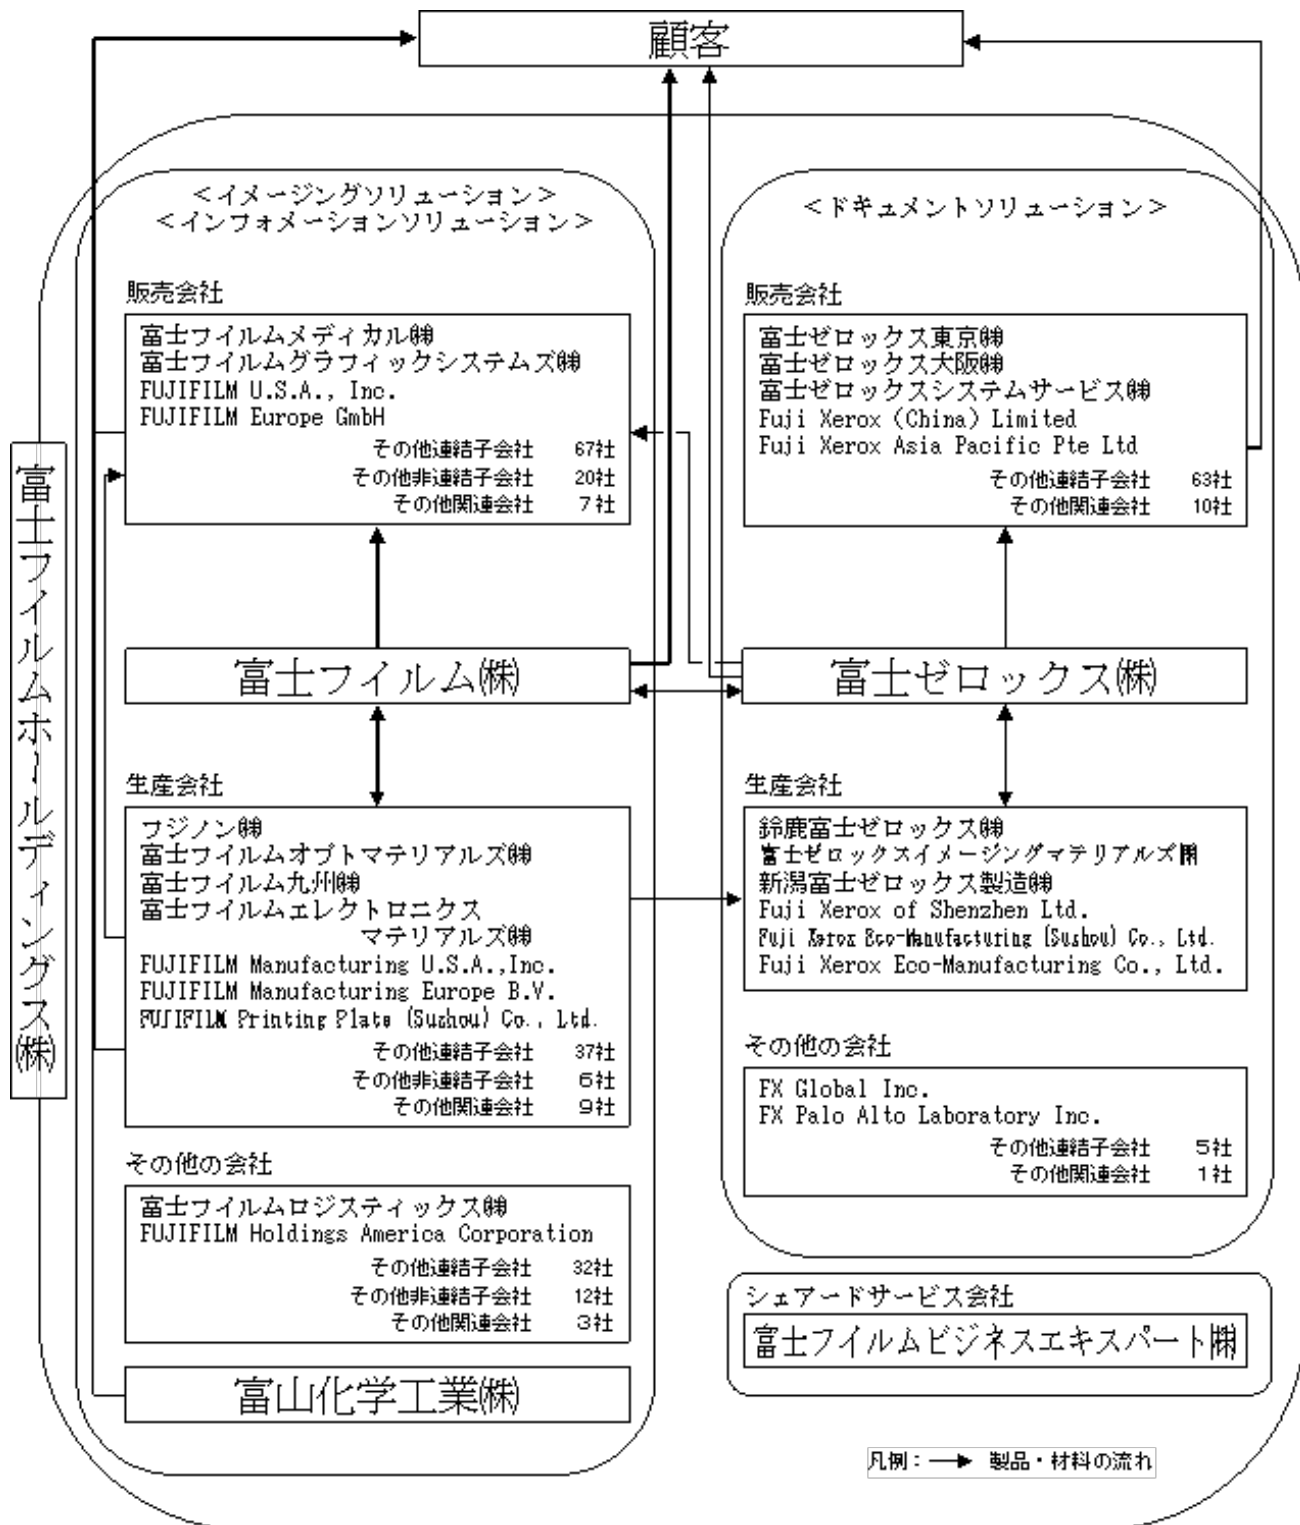 顧客
富士フイルムホールディングス㈱
＜イメージングソリューション＞
＜インフォメーションソリューション＞
販売会社
富士フイルムメディカル㈱
富士フイルムグラフィックシステムズ㈱
FUJIFILM U.S.A., Inc.
FUJIFILM Europe GmbH
その他連結子会社 67社
その他非連結子会社 20社
その他関連会社 7社
富士フイルム㈱
生産会社
フジノン㈱
富士フイルムオプトマテリアルズ㈱
富士フイルム九州㈱
富士フイルムエレクトロニクス
マテリアルズ㈱
FUJIFILM Manufacturing U.S.A.,Inc.
FUJIFILM Manufacturing Europe B.V.
FUJIFILM Printing Plate (Suzhou) Co., Ltd.
その他連結子会社 37社
その他非連結子会社 6社
その他関連会社 9社
その他の会社
富士フイルムロジスティックス㈱
FUJIFILM Holdings America Corporation
その他連結子会社 32社
その他非連結子会社 12社
その他関連会社 3社
富山化学工業㈱
＜ドキュメントソリューション＞
販売会社
富士ゼロックス東京㈱
富士ゼロックス大阪㈱
富士ゼロックスシステムサービス㈱
Fuji Xerox (China) Limited
Fuji Xerox Asia Pacific Pte Ltd
その他連結子会社 63社
その他関連会社 10社
富士ゼロックス㈱
生産会社
鈴鹿富士ゼロックス㈱
富士ゼロックスイメージングマテリアルズ㈱
新潟富士ゼロックス製造㈱
Fuji Xerox of Shenzhen Ltd.
Fuji Xerox Eco-Manufacturing (Suzhou) Co., Ltd.
Fuji Xerox Eco-Manufacturing Co., Ltd.
その他の会社
FX Global Inc.
FX Palo Alto Laboratory Inc.
その他連結子会社 5社
その他関連会社 1社
シェアードサービス会社
富士フイルムビジネスエキスパート㈱
凡例：→ 製品・材料の流れ